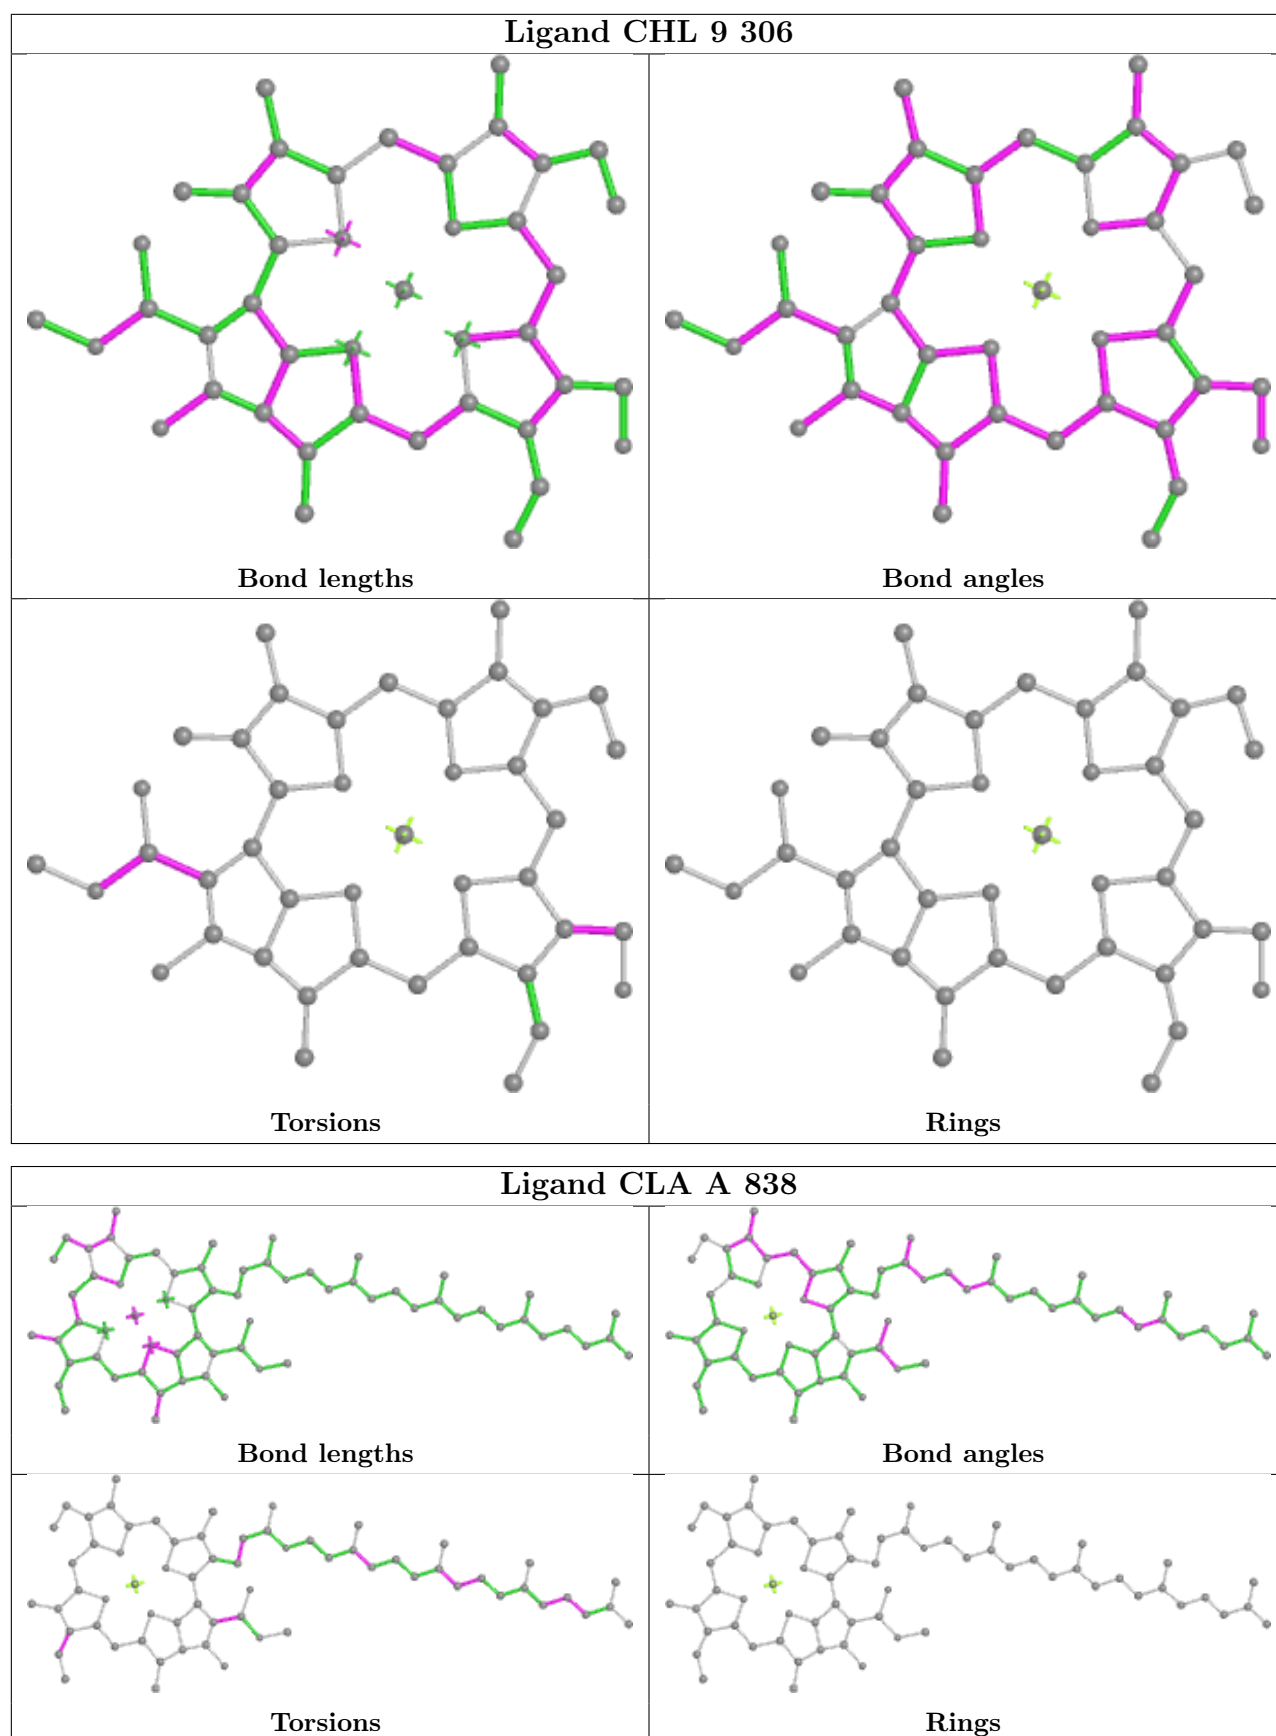 Ligand CHL 9 306
Bond lengths
Bond angles
Torsions
Rings
Ligand CLA A 838
Bond lengths
Bond angles
Torsions
Rings